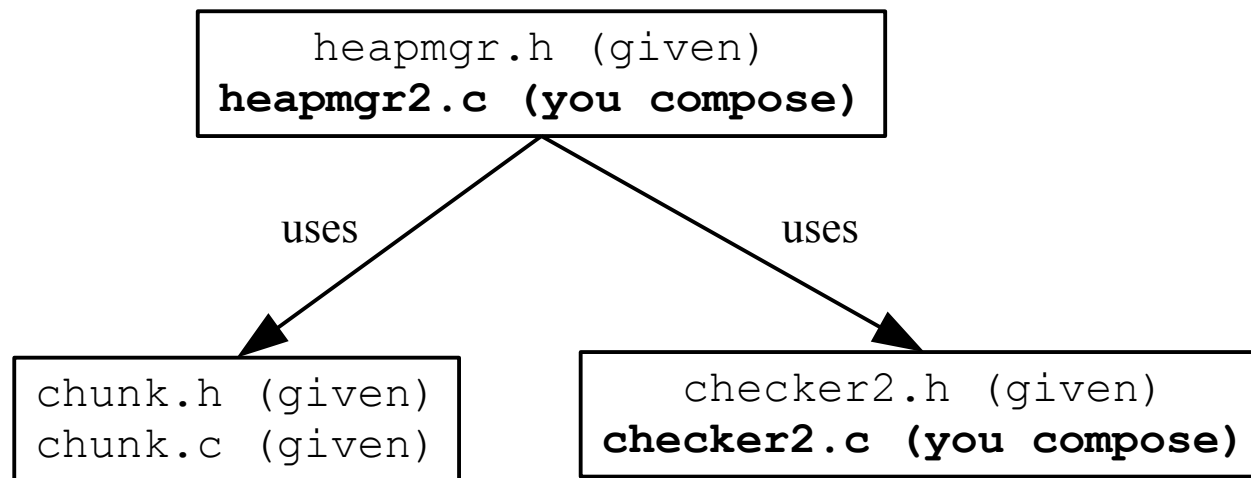 heapmgr.h (given)
heapmgr2.c (you compose)
uses
uses
chunk.h (given)
chunk.c (given)
checker2.h (given)
checker2.c (you compose)